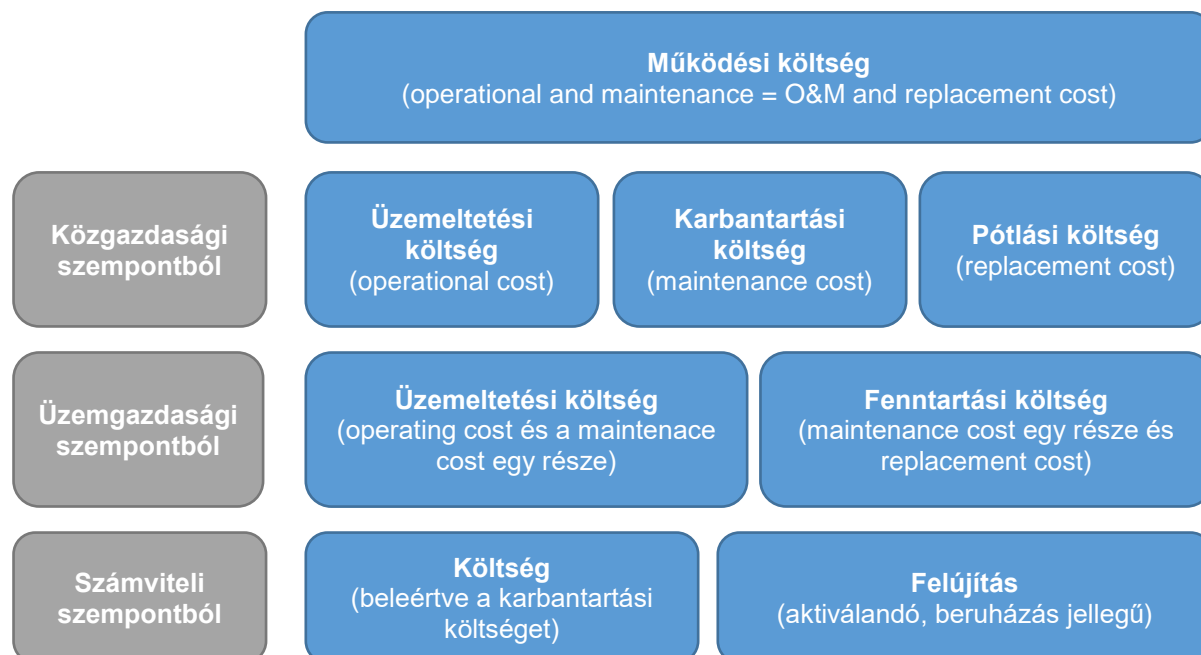 Működési költség
(operational and maintenance = O&M and replacement cost)
Közgazdasági
szempontból
Üzemeltetési
költség
(operational cost)
Karbantartási
költség
(maintenance cost)
Pótlási költség
(replacement cost)
Üzemgazdasági
szempontból
Üzemeltetési költség
(operating cost és a maintenace
cost egy része)
Fenntartási költség
(maintenance cost egy része és
replacement cost)
Számviteli
szempontból
Költség
(beleértve a karbantartási
költséget)
Felújítás
(aktiválandó, beruházás jellegű)